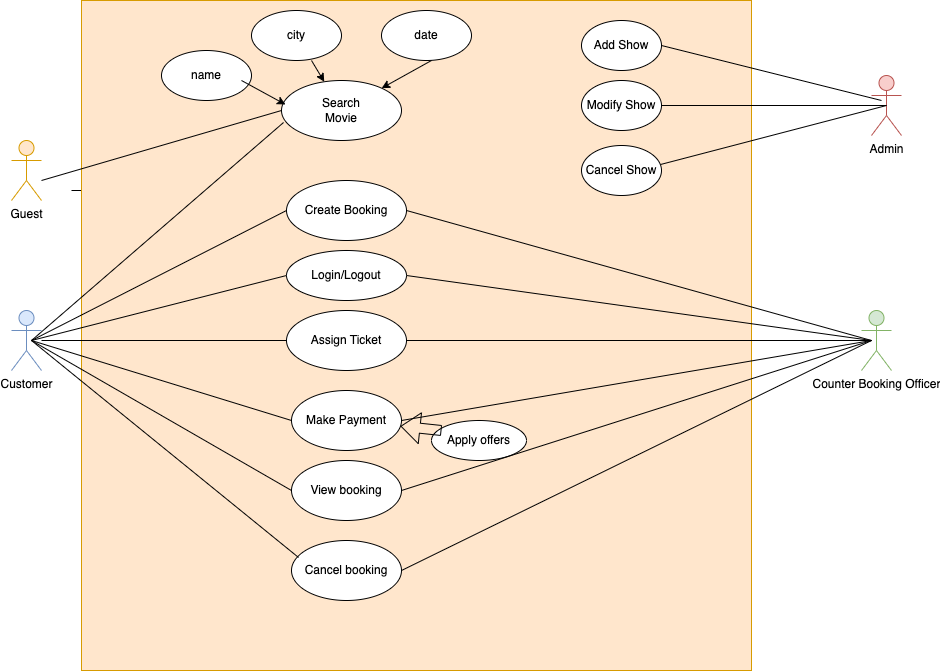 city
date
name
Search
Movie
Add Show
Modify Show
Cancel Show
Admin
Guest
Create Booking
Login/Logout
Assign Ticket
Customer
Counter Booking Officer
Make Payment
Apply offers
View booking
Cancel booking